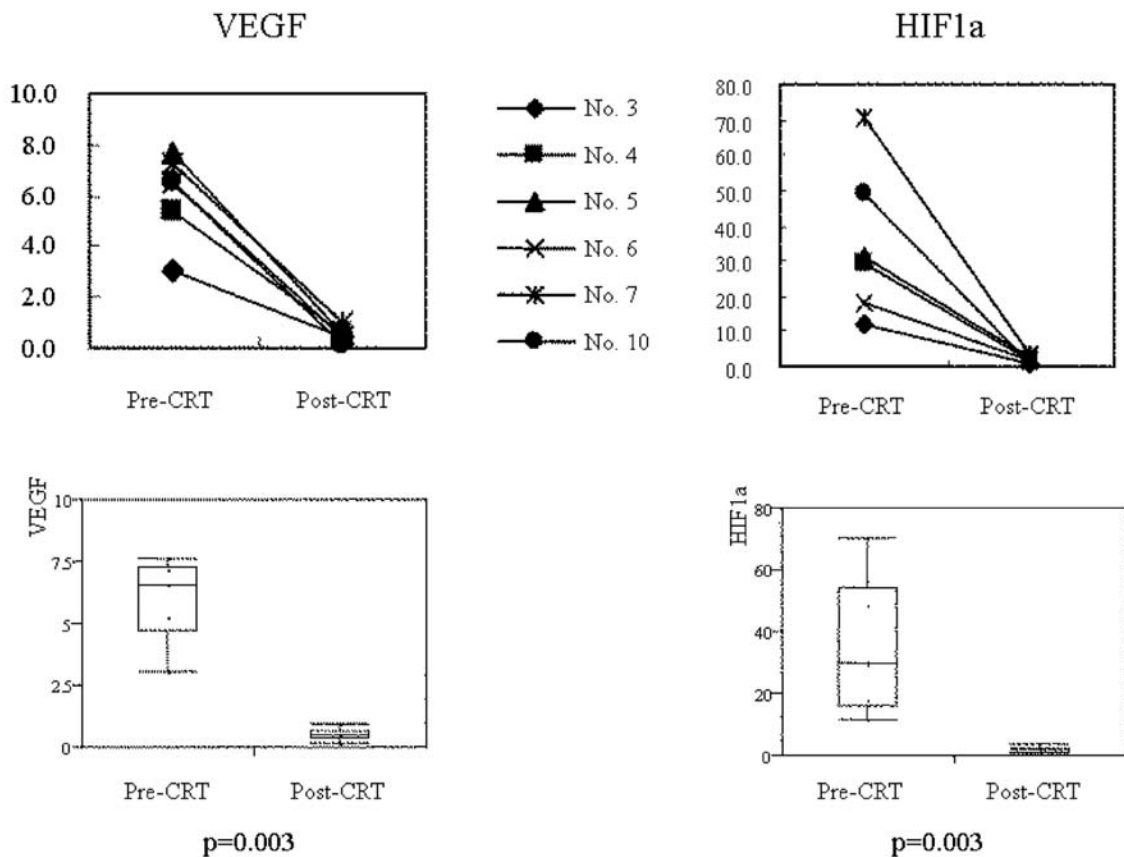 VEGF
10.0
8.0
6.0
4.0
2.0
0.0
Pre-CRT Post-CRT
No. 3
No. 4
No. 5
No. 6
No. 7
No. 10
HIF1a
80.0
70.0
60.0
50.0
40.0
30.0
20.0
10.0
0.0
Pre-CRT Post-CRT
VEGF
10
7.5
5
2.5
0
Pre-CRT Post-CRT
p=0.003
HIF1a
80
60
40
20
0
Pre-CRT Post-CRT
p=0.003